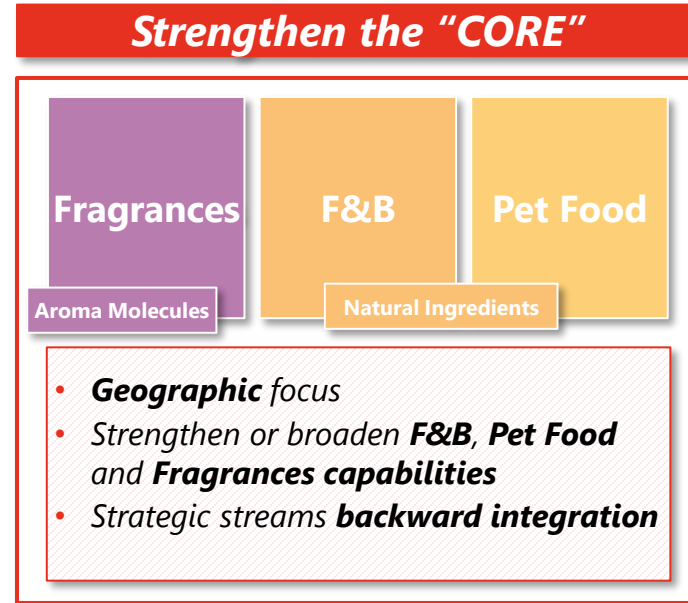 Strengthen the “CORE”
Fragrances
F&B
Pet Food
Aroma Molecules
Natural Ingredients
• Geographic focus
• Strengthen or broaden F&B, Pet Food
and Fragrances capabilities
• Strategic streams backward integration